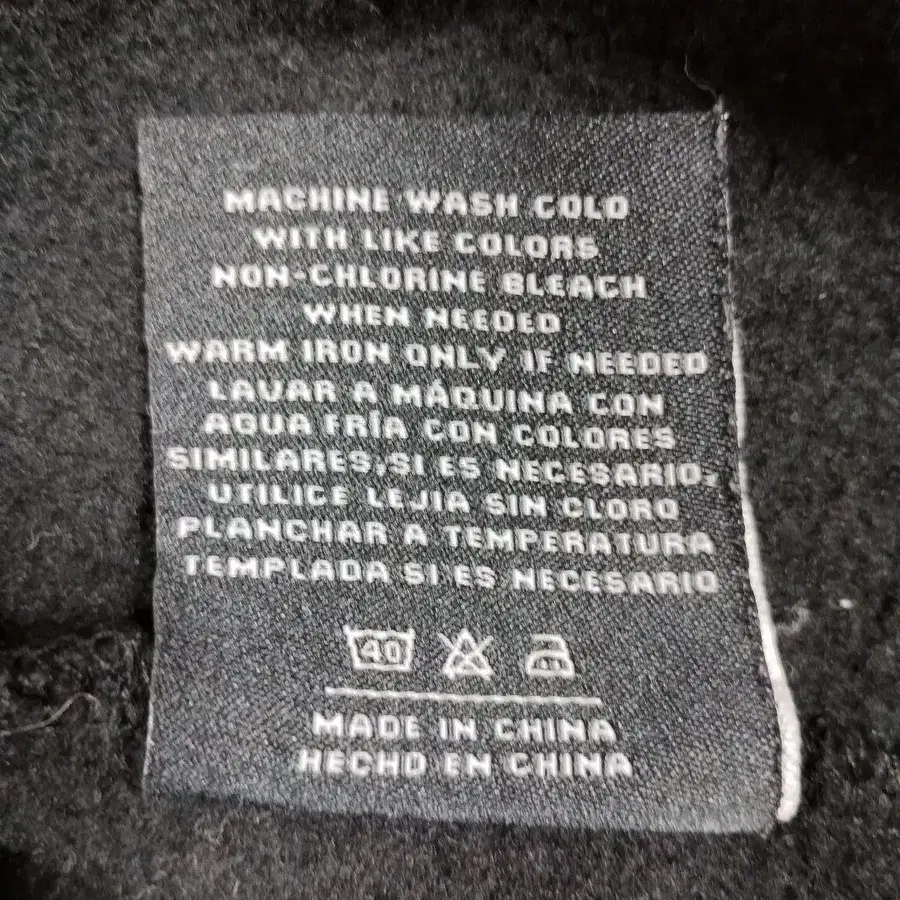 MACHINE WASH COLD
WITH LIKE COLORS
NON-CHLORINE BLEACH
WHEN NEEDED
WARM IRON ONLY IF NEEDED
LAVAR A MÁQUINA CON
AGUA FRÍA CON COLORES
SIMILARES,SI ES NECESARIO,
UTILICE LEJIA SIN CLORO
PLANCHAR A TEMPERATURA
TEMPLADA SI ES NECESARIO
40
MADE IN CHINA
HECHO EN CHINA